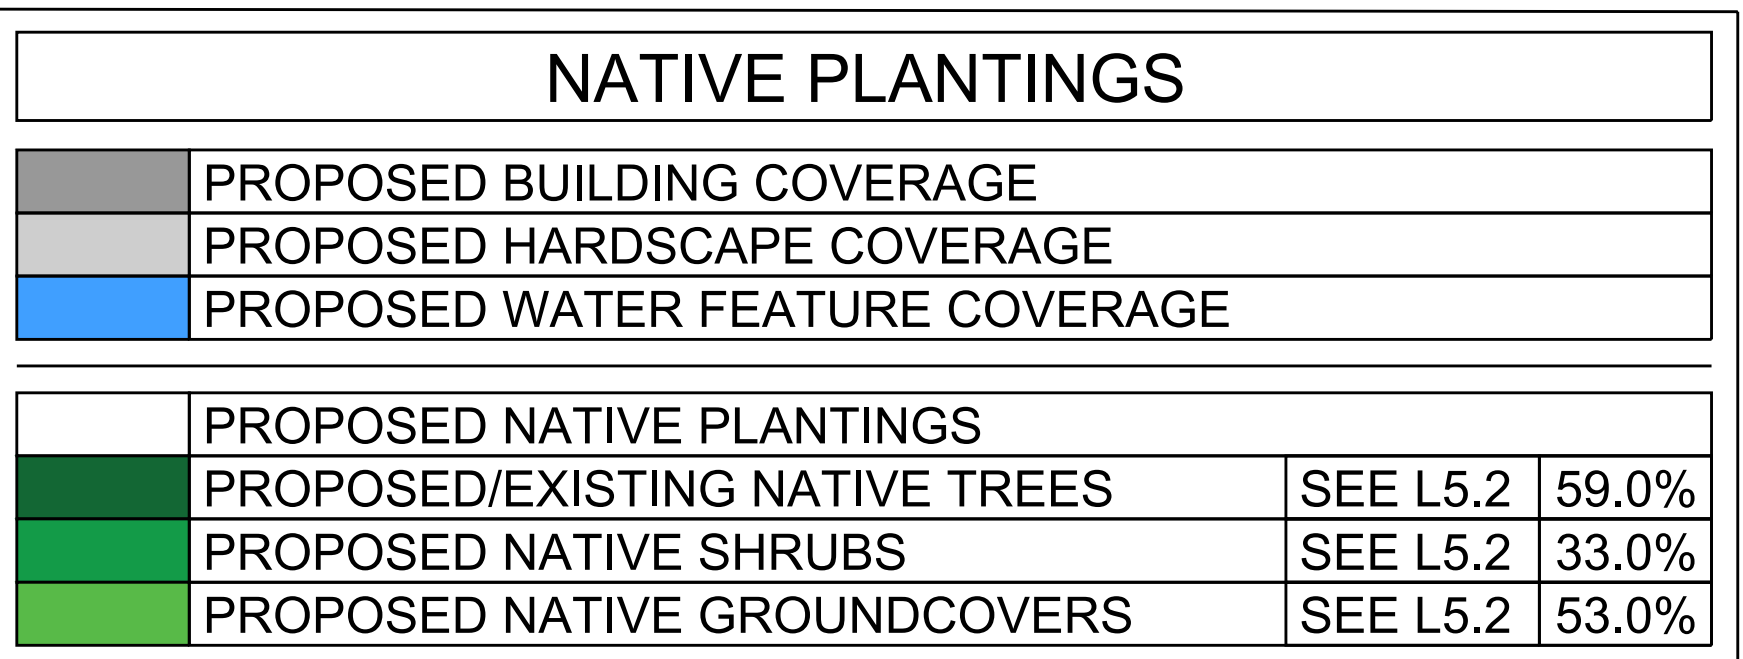 NATIVE PLANTINGS
PROPOSED BUILDING COVERAGE
PROPOSED HARDSCAPE COVERAGE
PROPOSED WATER FEATURE COVERAGE
PROPOSED NATIVE PLANTINGS
PROPOSED/EXISTING NATIVE TREES SEE L5.2 59.0%
PROPOSED NATIVE SHRUBS SEE L5.2 33.0%
PROPOSED NATIVE GROUNDCOVERS SEE L5.2 53.0%